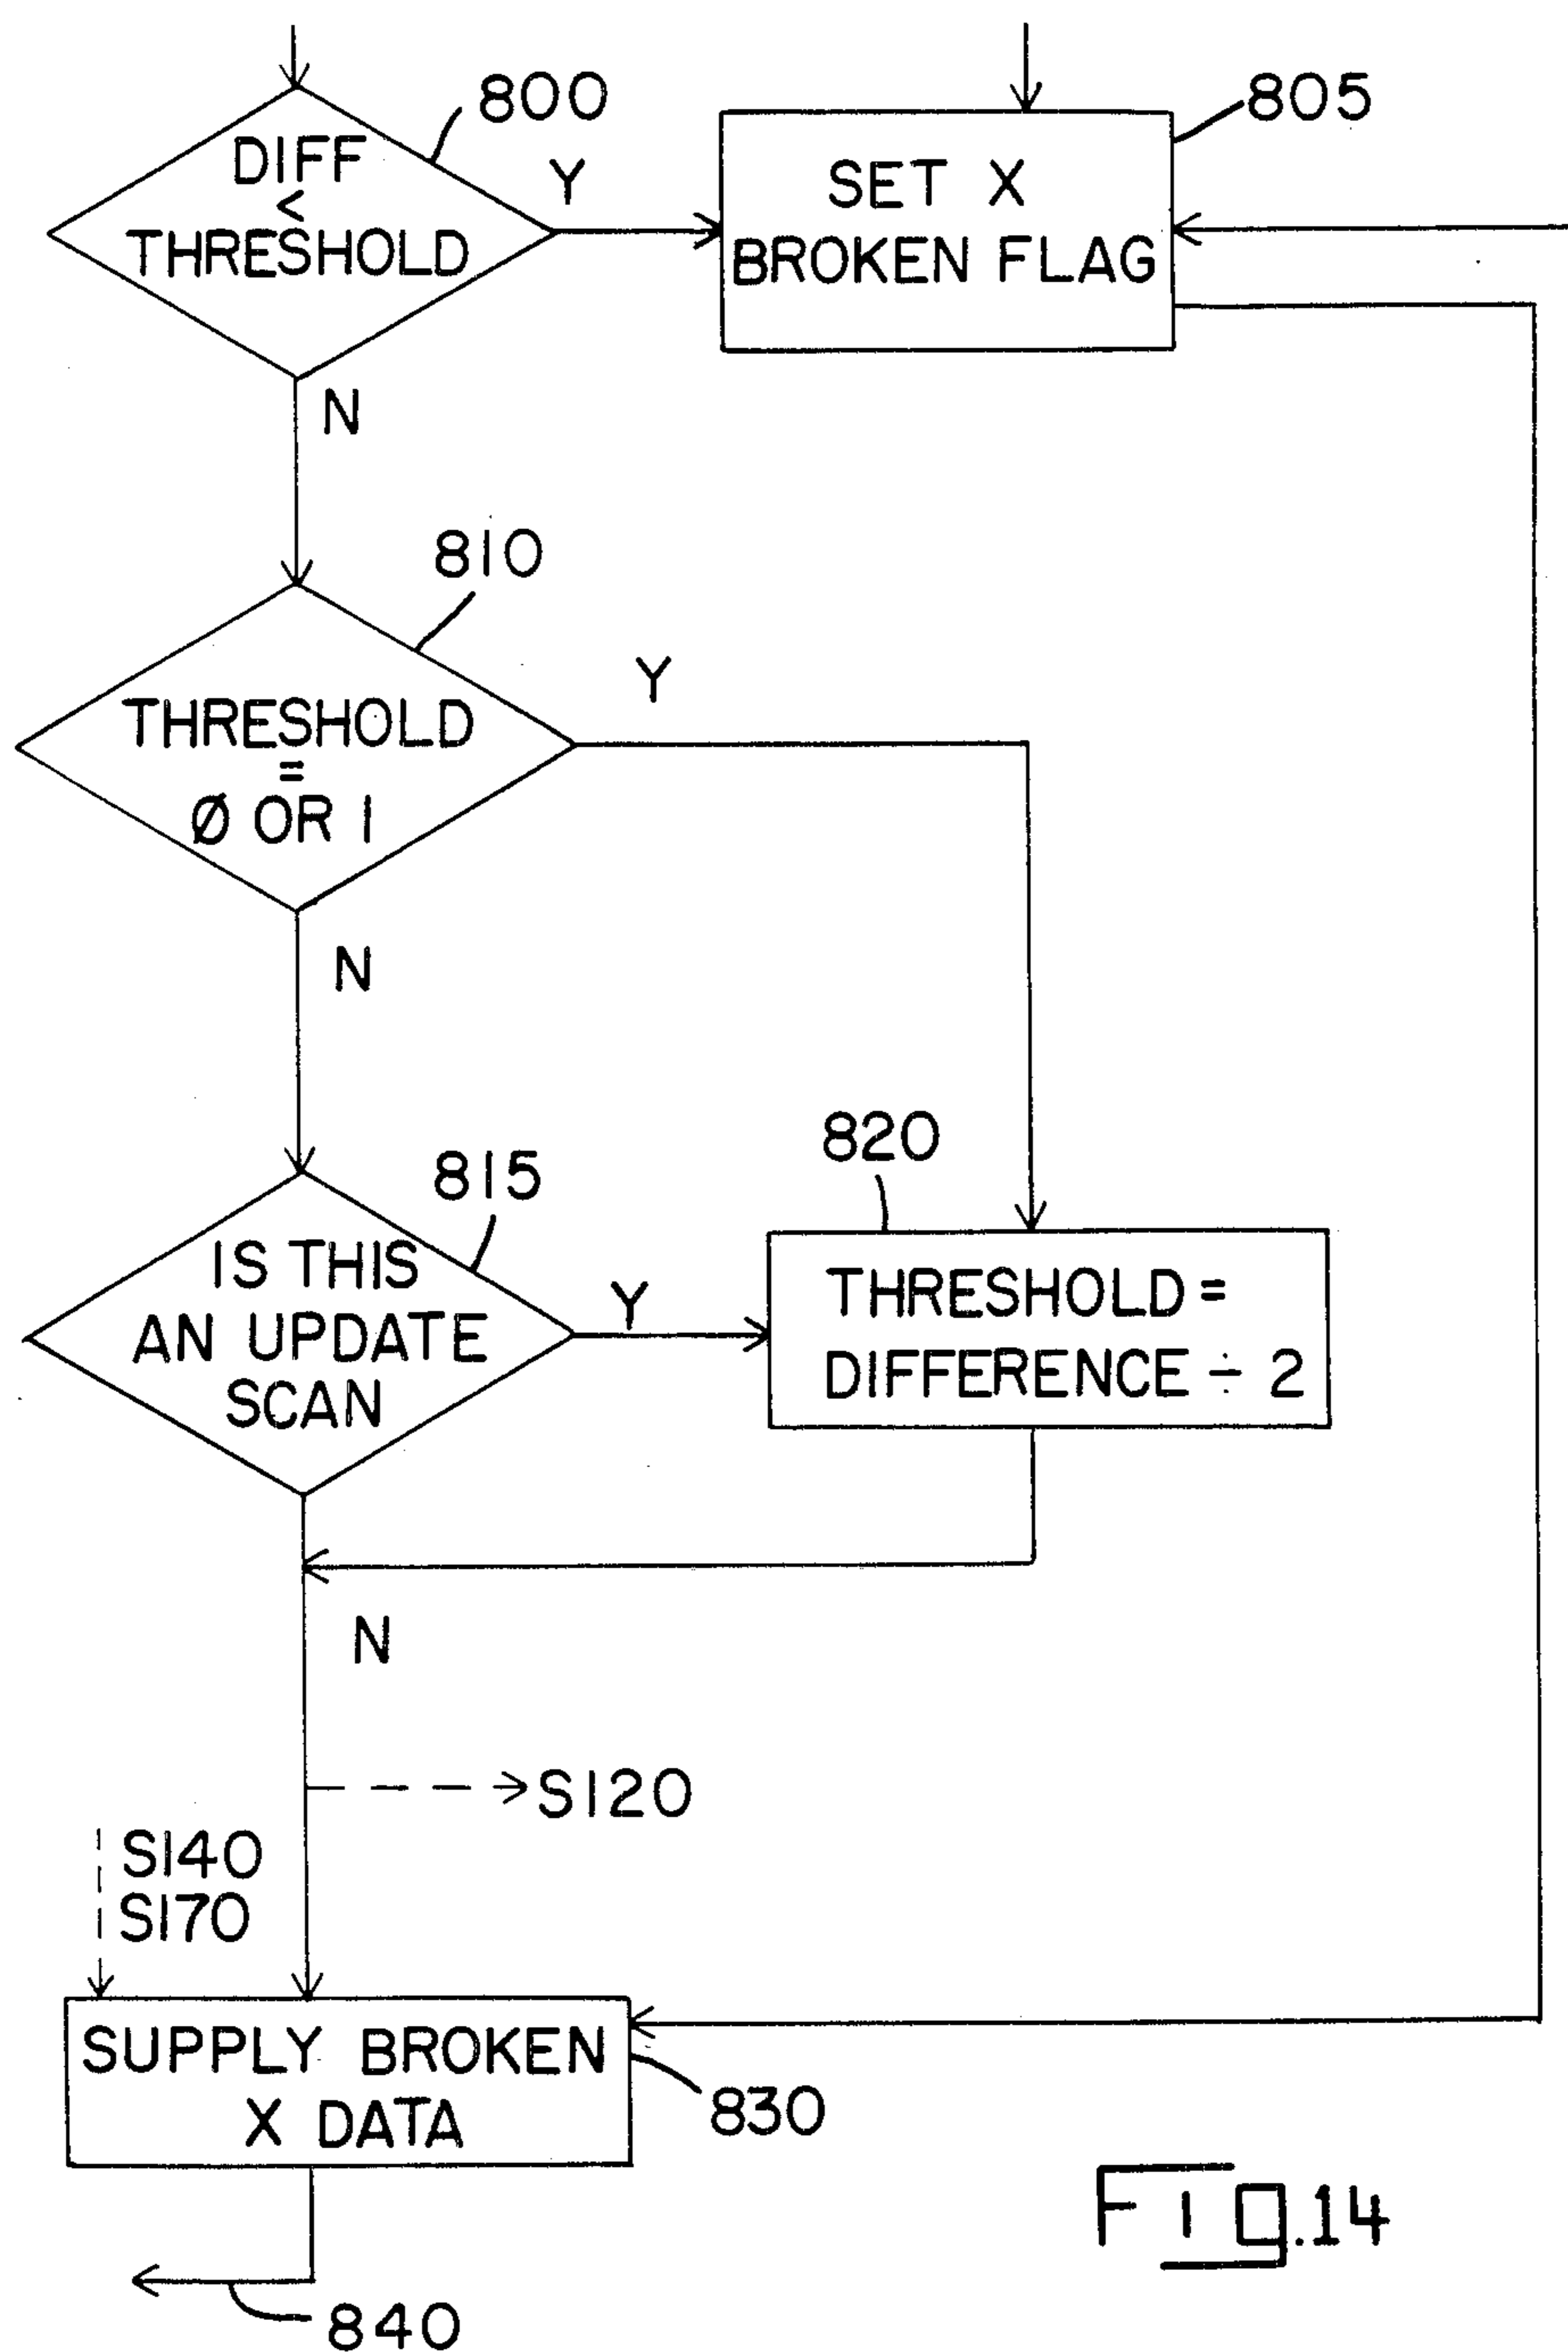 800
DIFF
<
THRESHOLD
Y
805
SET X
BROKEN FLAG
N
810
THRESHOLD
=
Ø OR 1
Y
N
815
IS THIS
AN UPDATE
SCAN
Y
820
THRESHOLD =
DIFFERENCE ÷ 2
N
S120
S140
S170
SUPPLY BROKEN
X DATA
830
840
Fig.14